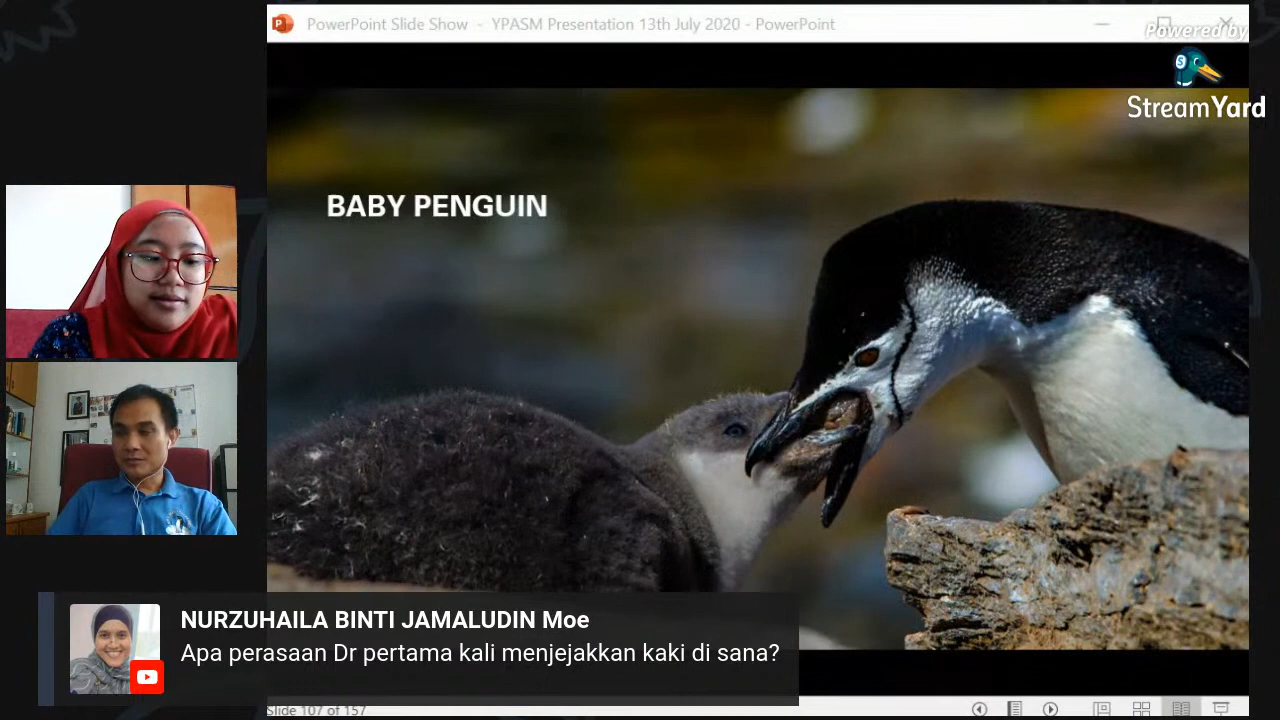 PowerPoint Slide Show - YPASM Presentation 13th July 2020 - PowerPoint
Powered by
StreamYard
BABY PENGUIN
NURZUHAILA BINTI JAMALUDIN Moe
Apa perasaan Dr pertama kali menjejakkan kaki di sana?
Slide 107 of 157